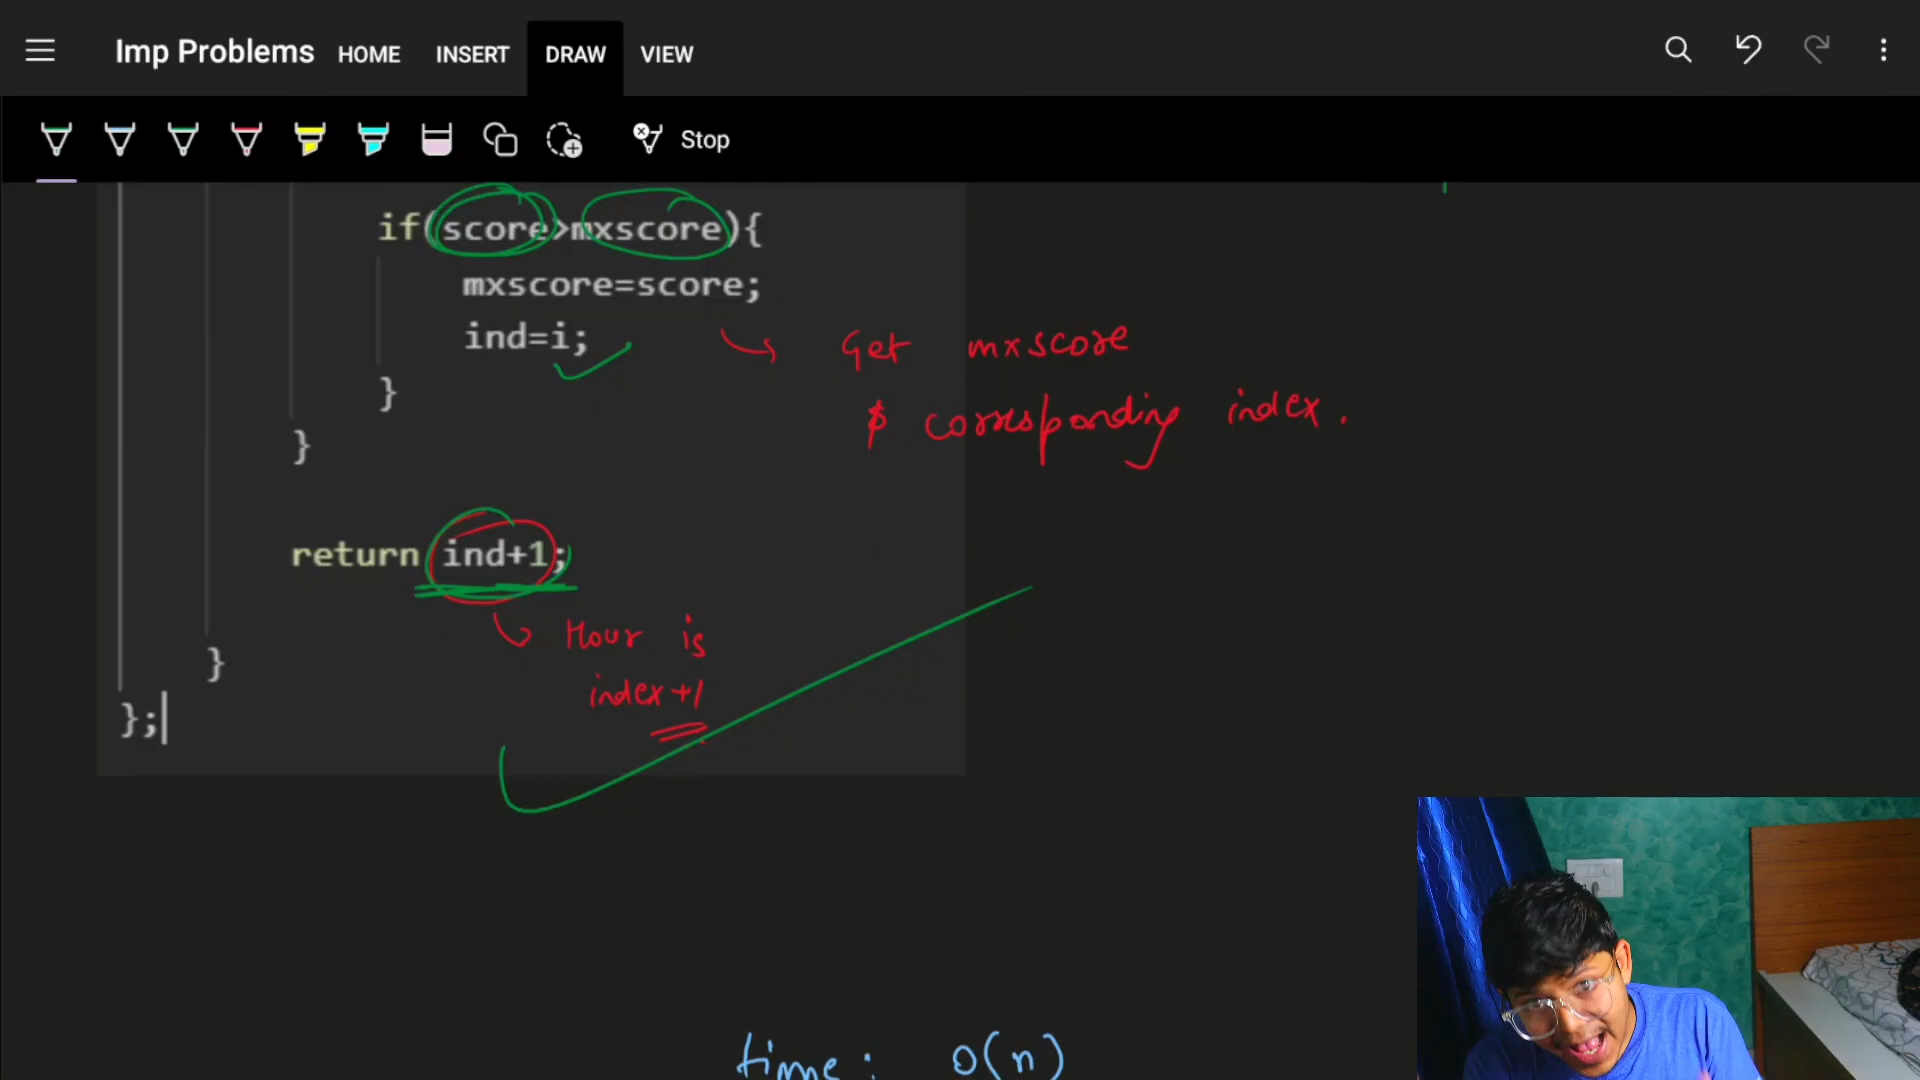 Imp Problems HOME INSERT DRAW VIEW
Stop
if(score>mxscore){
mxscore=score;
ind=i;
Get mxscore
}
& corresponding index.
}
return ind+1;
Hour is
}
index+1
};
time: O(n)